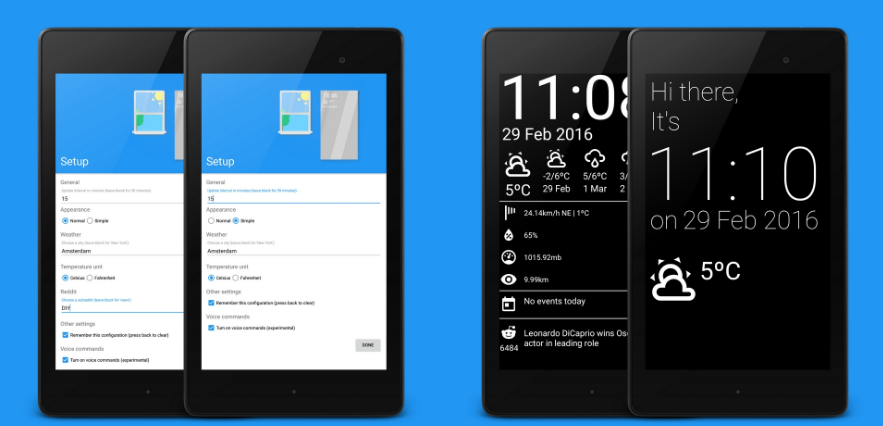 Setup
General
Update interval in minutes (leave blank for 30 minutes)
15
Appearance
Normal Simple
Weather
Choose a city (leave blank for New York)
Amsterdam
Temperature unit
Celsius Fahrenheit
Reddit
Choose a subreddit (leave blank for none)
DIY
Other settings
Remember this configuration (press back to clear)
Voice commands
Turn on voice commands (experimental)
Setup
General
Update interval in minutes (leave blank for 30 minutes)
15
Appearance
Normal Simple
Weather
Choose a city (leave blank for New York)
Amsterdam
Temperature unit
Celsius Fahrenheit
Other settings
Remember this configuration (press back to clear)
Voice commands
Turn on voice commands (experimental)
DONE
11:08
29 Feb 2016
-2/6ºC 5/6ºC 3/
5ºC 29 Feb 1 Mar 2
24.14km/h NE | 1ºC
65%
1015.92mb
9.99km
No events today
Leonardo DiCaprio wins Os
6484 actor in leading role
Hi there,
It's
11:10
on 29 Feb 2016
5ºC